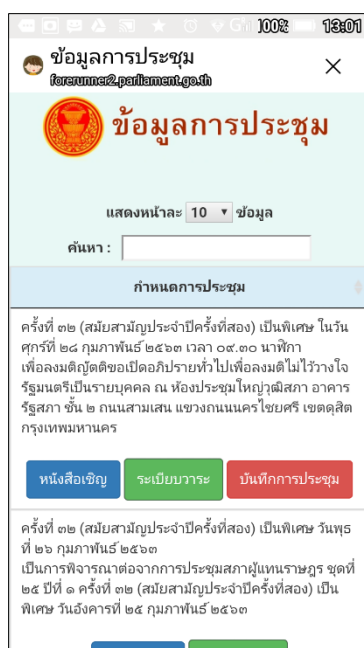 100% 13:01
ข้อมูลการประชุม
forerunner2.parliament.go.th
ข้อมูลการประชุม
แสดงหน้าละ 10 ข้อมูล
ค้นหา :
กำหนดการประชุม
ครั้งที่ ๓๒ (สมัยสามัญประจำปีครั้งที่สอง) เป็นพิเศษ ในวัน
ศุกร์ที่ ๒๘ กุมภาพันธ์ ๒๕๖๓ เวลา ๐๙.๓๐ นาฬิกา
เพื่อลงมติญัตติขอเปิดอภิปรายทั่วไปเพื่อลงมติไม่ไว้วางใจ
รัฐมนตรีเป็นรายบุคคล ณ ห้องประชุมใหญ่วุฒิสภา อาคาร
รัฐสภา ชั้น ๒ ถนนสามเสน แขวงถนนนครไชยศรี เขตดุสิต
กรุงเทพมหานคร
หนังสือเชิญ ระเบียบวาระ บันทึกการประชุม
ครั้งที่ ๓๒ (สมัยสามัญประจำปีครั้งที่สอง) เป็นพิเศษ วันพุธ
ที่ ๒๖ กุมภาพันธ์ ๒๕๖๓
เป็นการพิจารณาต่อจากการประชุมสภาผู้แทนราษฎร ชุดที่
๒๕ ปีที่ ๑ ครั้งที่ ๓๒ (สมัยสามัญประจำปีครั้งที่สอง) เป็น
พิเศษ วันอังคารที่ ๒๕ กุมภาพันธ์ ๒๕๖๓